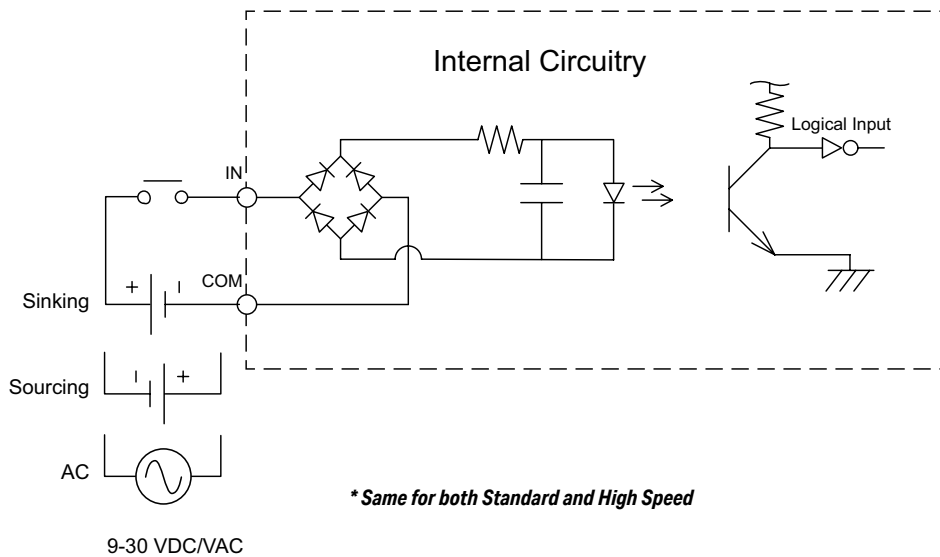 Internal Circuitry
Logical Input
IN
COM
Sinking
+ −
Sourcing
− +
AC
* Same for both Standard and High Speed
9-30 VDC/VAC